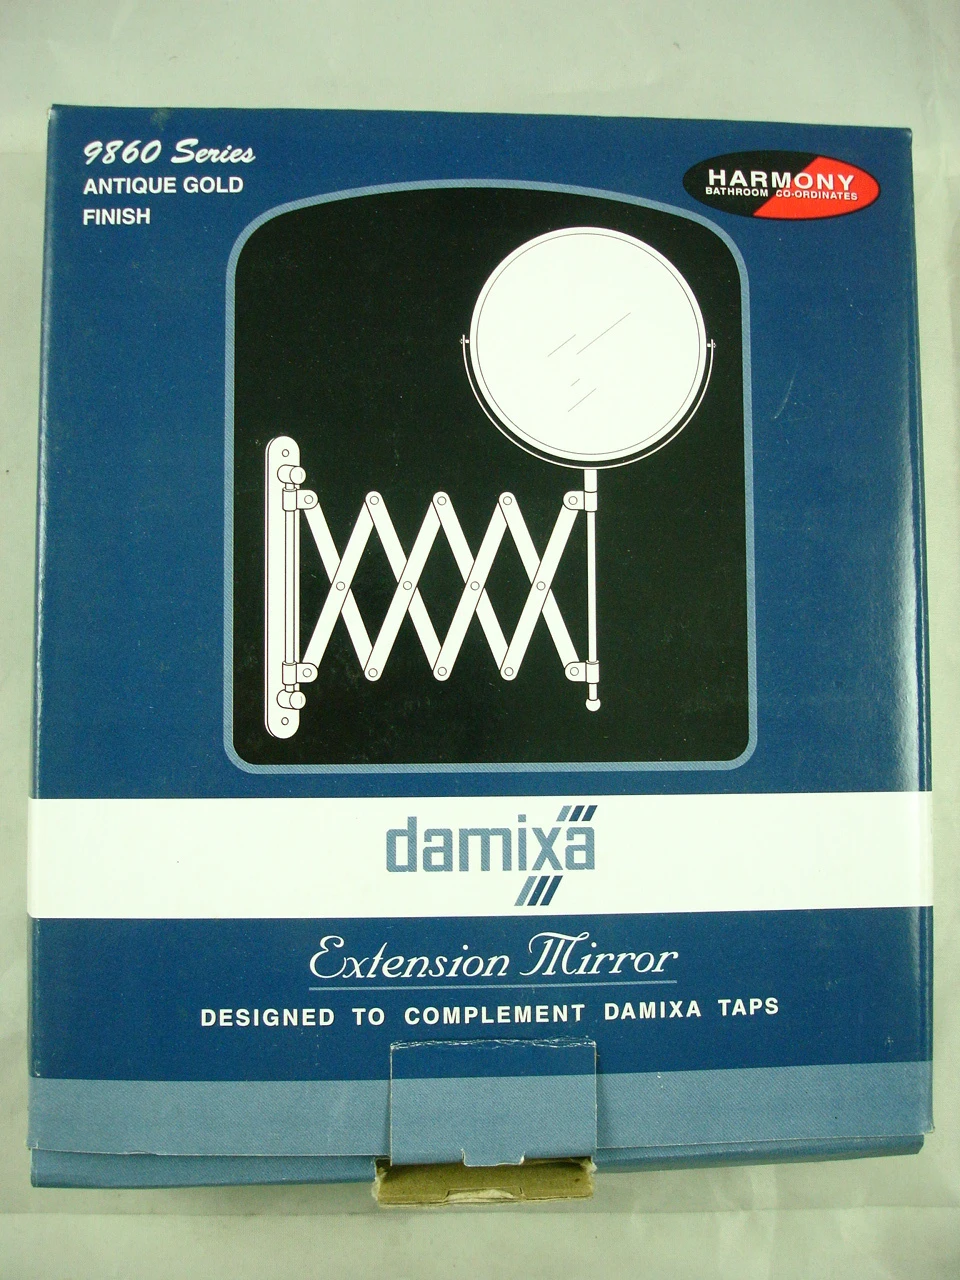 9860 Series
ANTIQUE GOLD
FINISH
HARMONY
BATHROOM CO-ORDINATES
damixa
Extension Mirror
DESIGNED TO COMPLEMENT DAMIXA TAPS